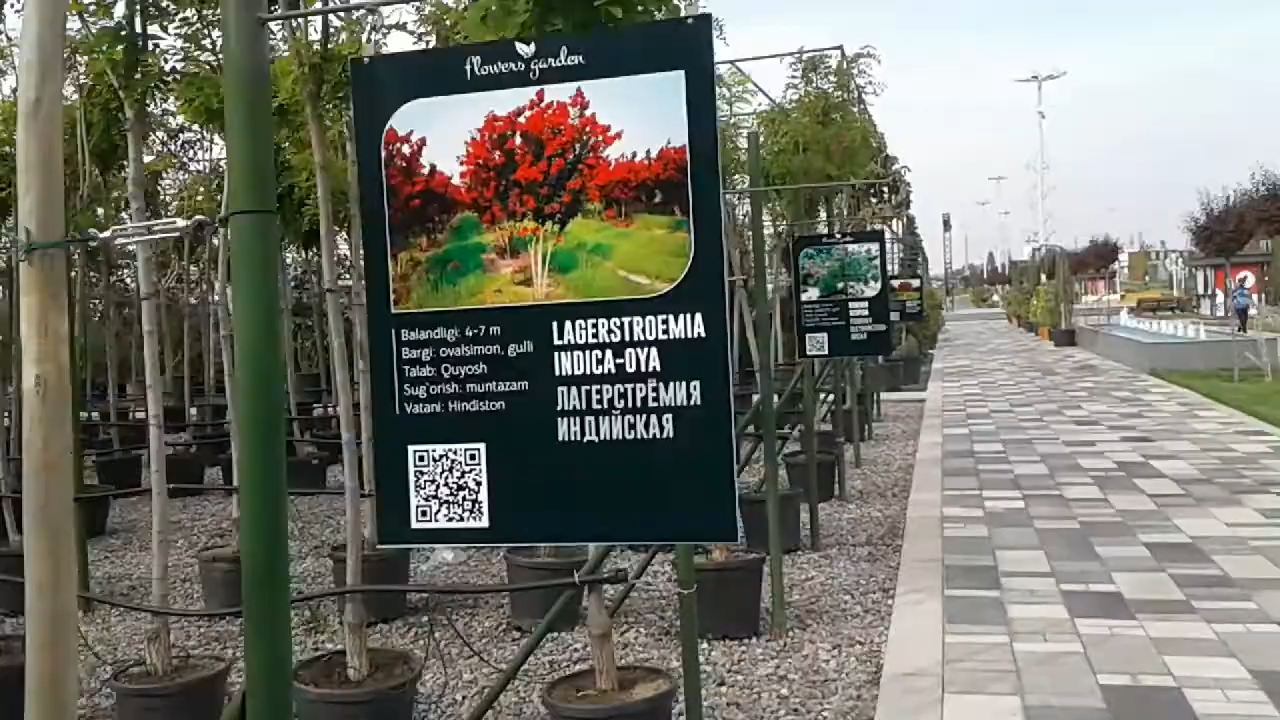 flowers garden
Balandligi: 4-7 m
Bargi: ovalsimon, gulli
Talab: Quyosh
Sug'orish: muntazam
Vatani: Hindiston
LAGERSTROEMIA
INDICA-OYA
ЛАГЕРСТРЁМИЯ
ИНДИЙСКАЯ